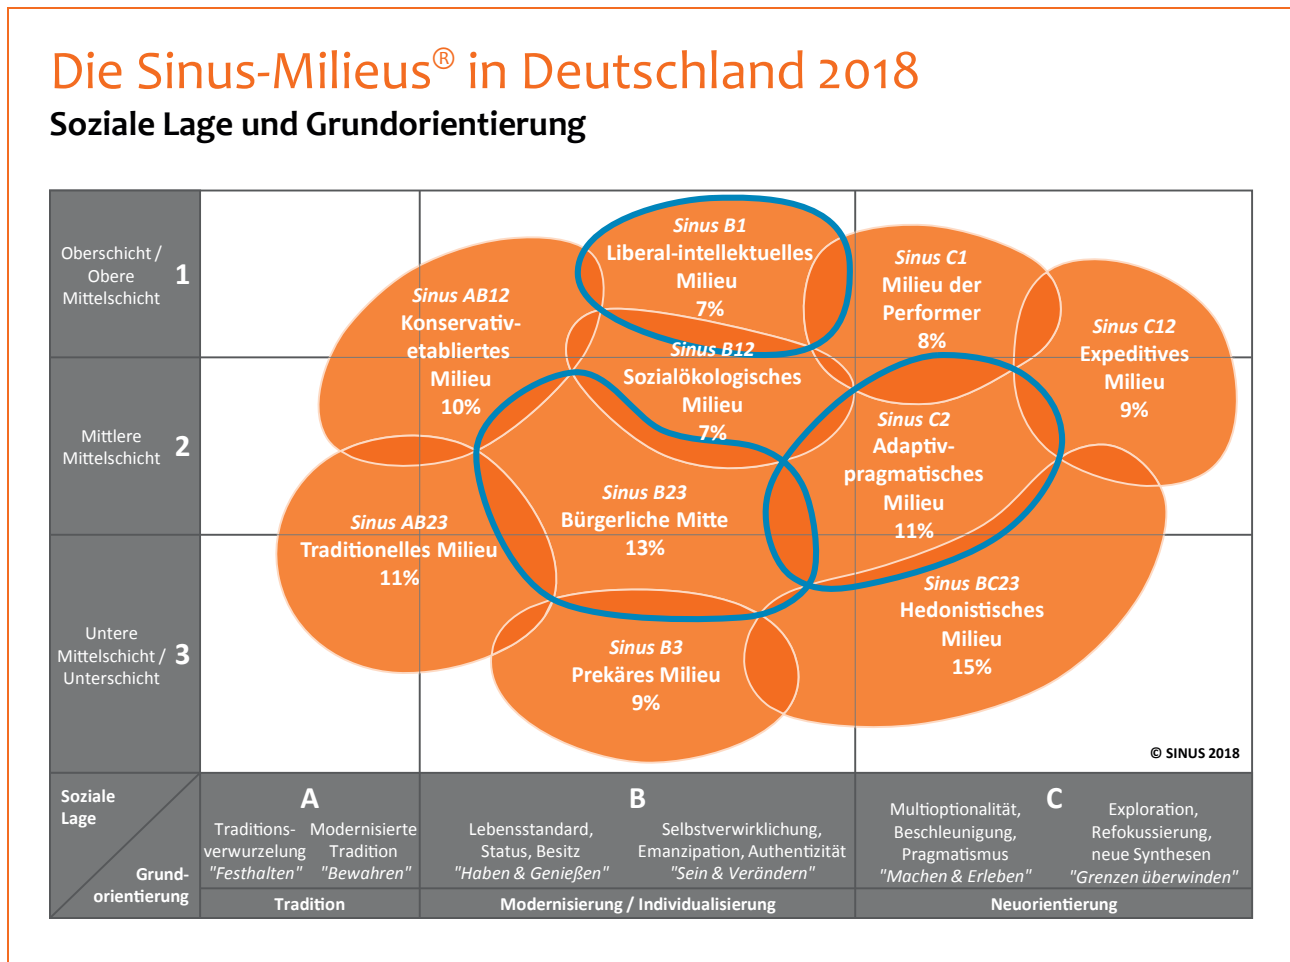 Die Sinus-Milieus® in Deutschland 2018
Soziale Lage und Grundorientierung
Oberschicht /
Obere
Mittelschicht
1
Mittlere
Mittelschicht
2
Untere
Mittelschicht /
Unterschicht
3
Sinus B1
Liberal-intellektuelles
Milieu
7%
Sinus C1
Milieu der
Performer
8%
Sinus AB12
Konservativ-
etabliertes
Milieu
10%
Sinus C12
Expeditives
Milieu
9%
Sinus B12
Sozialökologisches
Milieu
7%
Sinus C2
Adaptiv-
pragmatisches
Milieu
11%
Sinus B23
Bürgerliche Mitte
13%
Sinus AB23
Traditionelles Milieu
11%
Sinus BC23
Hedonistisches
Milieu
15%
Sinus B3
Prekäres Milieu
9%
© SINUS 2018
Soziale
Lage
Grund-
orientierung
A
Traditions-
verwurzelung
"Festhalten"
Modernisierte
Tradition
"Bewahren"
B
Lebensstandard,
Status, Besitz
"Haben & Genießen"
Selbstverwirklichung,
Emanzipation, Authentizität
"Sein & Verändern"
C
Multioptionalität,
Beschleunigung,
Pragmatismus
"Machen & Erleben"
Exploration,
Refokussierung,
neue Synthesen
"Grenzen überwinden"
Tradition
Modernisierung / Individualisierung
Neuorientierung